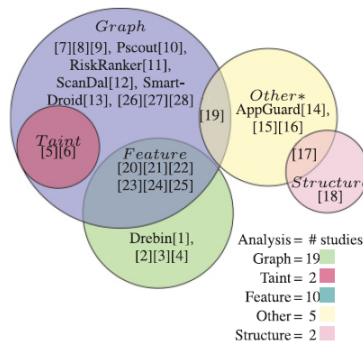 Graph
[7][8][9], Pscout[10],
RiskRanker[11],
ScanDal[12], Smart-
Droid[13], [26][27][28]
[19]
Other*
AppGuard[14],
[15][16]
Taint
[5][6]
Feature
[20][21][22]
[23][24][25]
[17]
Structure
[18]
Drebin[1],
[2][3][4]
Analysis = # studies
Graph = 19
Taint = 2
Feature = 10
Other = 5
Structure = 2